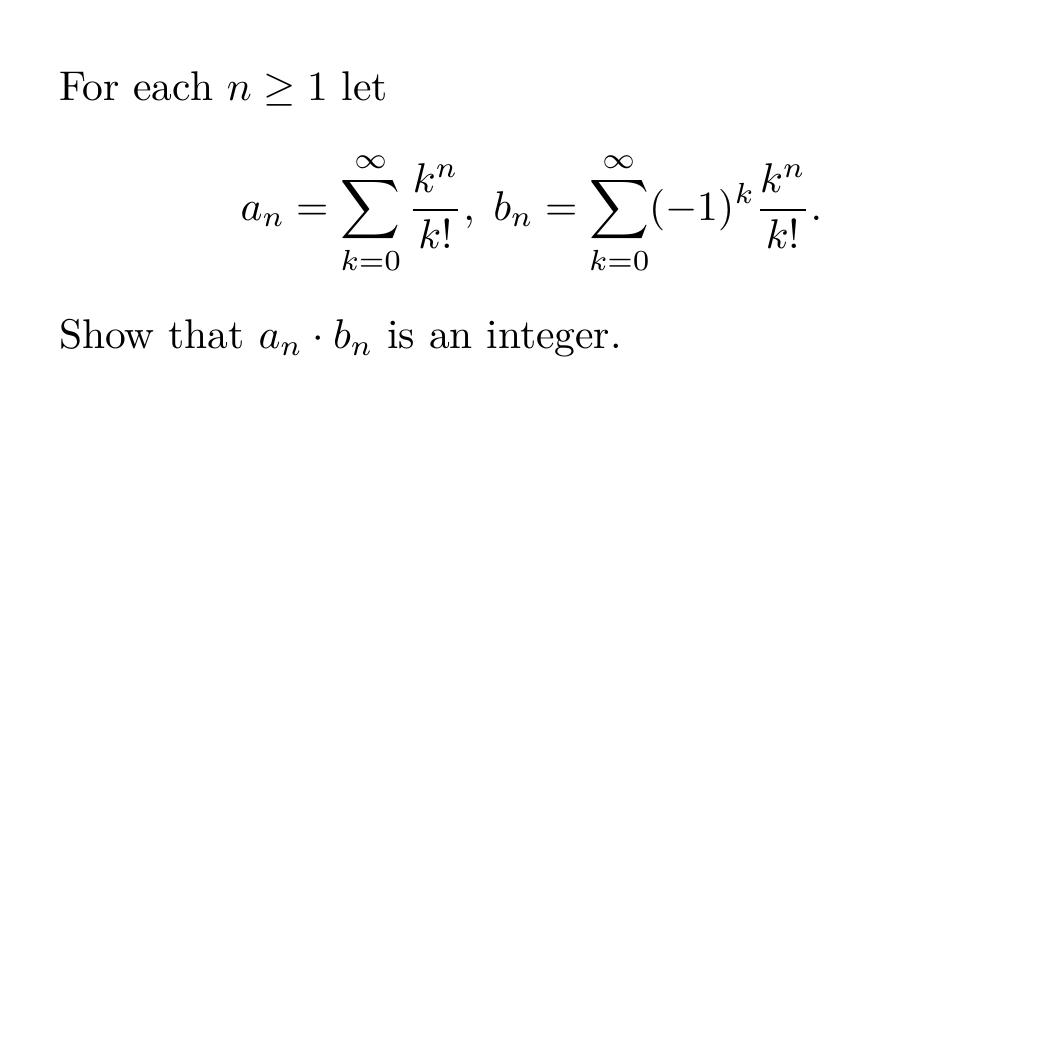 For each $n \geq 1$ let
$$a_n = \sum_{k=0}^{\infty} \frac{k^n}{k!}, \; b_n = \sum_{k=0}^{\infty} (-1)^k \frac{k^n}{k!}.$$
Show that $a_n \cdot b_n$ is an integer.